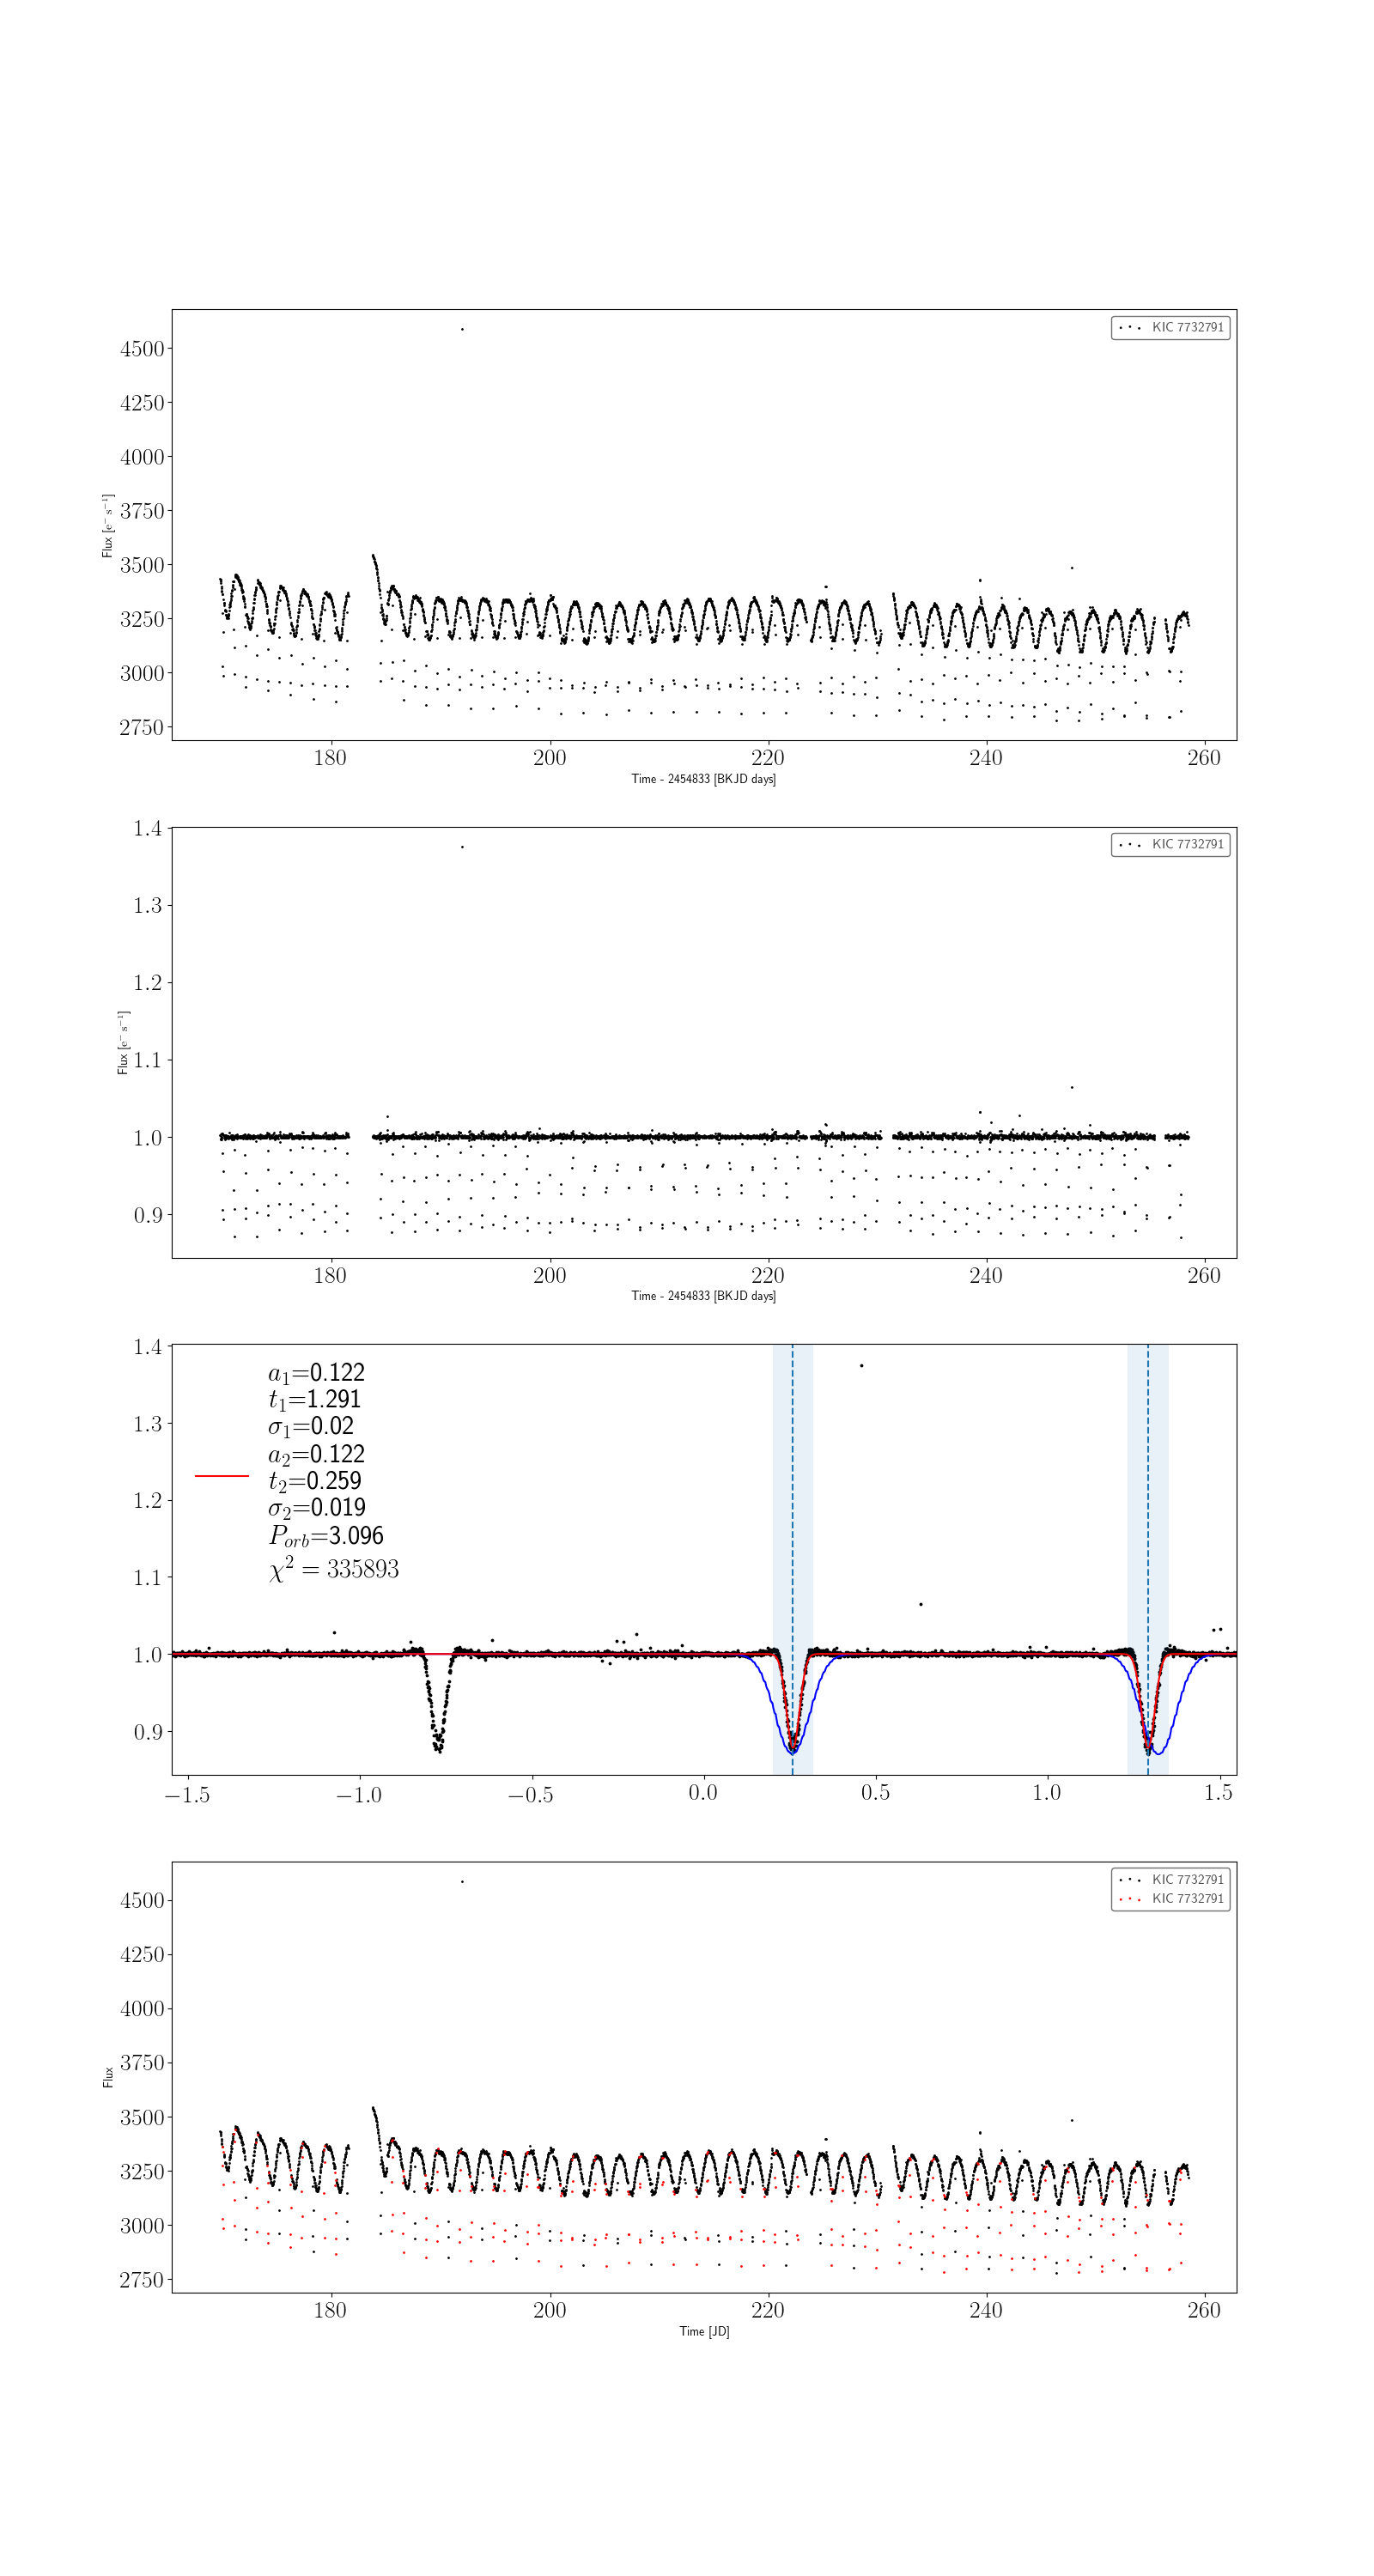 KIC 7732791
4500
4250
4000
3750
3500
3250
3000
2750
Flux [e⁻ s⁻¹]
180 200 220 240 260
Time - 2454833 [BKJD days]
KIC 7732791
1.4
1.3
1.2
1.1
1.0
0.9
Flux [e⁻ s⁻¹]
180 200 220 240 260
Time - 2454833 [BKJD days]
1.4
1.3
1.2
1.1
1.0
0.9
a₁=0.122
t₁=1.291
σ₁=0.02
a₂=0.122
t₂=0.259
σ₂=0.019
P_orb=3.096
χ² = 335893
−1.5 −1.0 −0.5 0.0 0.5 1.0 1.5
KIC 7732791
KIC 7732791
4500
4250
4000
3750
3500
3250
3000
2750
Flux
180 200 220 240 260
Time [JD]